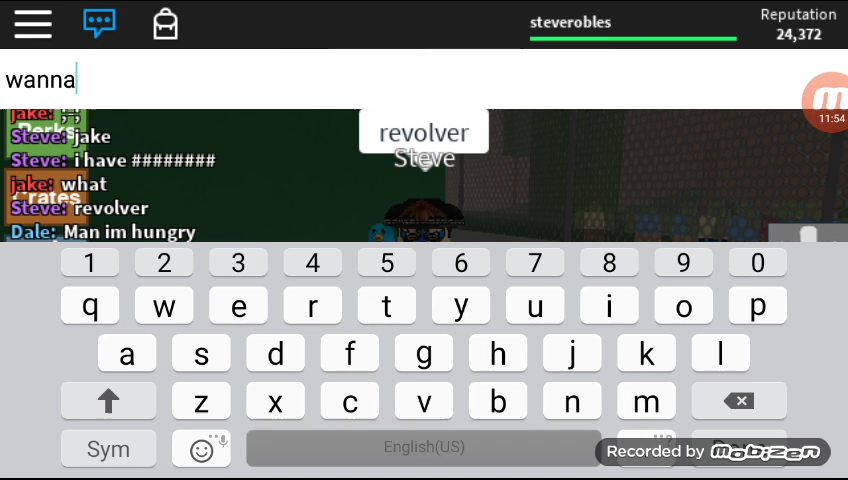 steverobles
Reputation
24,372
wanna
11:54
jake: ;-;
Perks
Steve: jake
Steve: i have ########
jake: what
Crates
Steve: revolver
Dale: Man im hungry
revolver
Steve
1 2 3 4 5 6 7 8 9 0
q w e r t y u i o p
a s d f g h j k l
z x c v b n m
Sym
English(US)
Recorded by mobizen